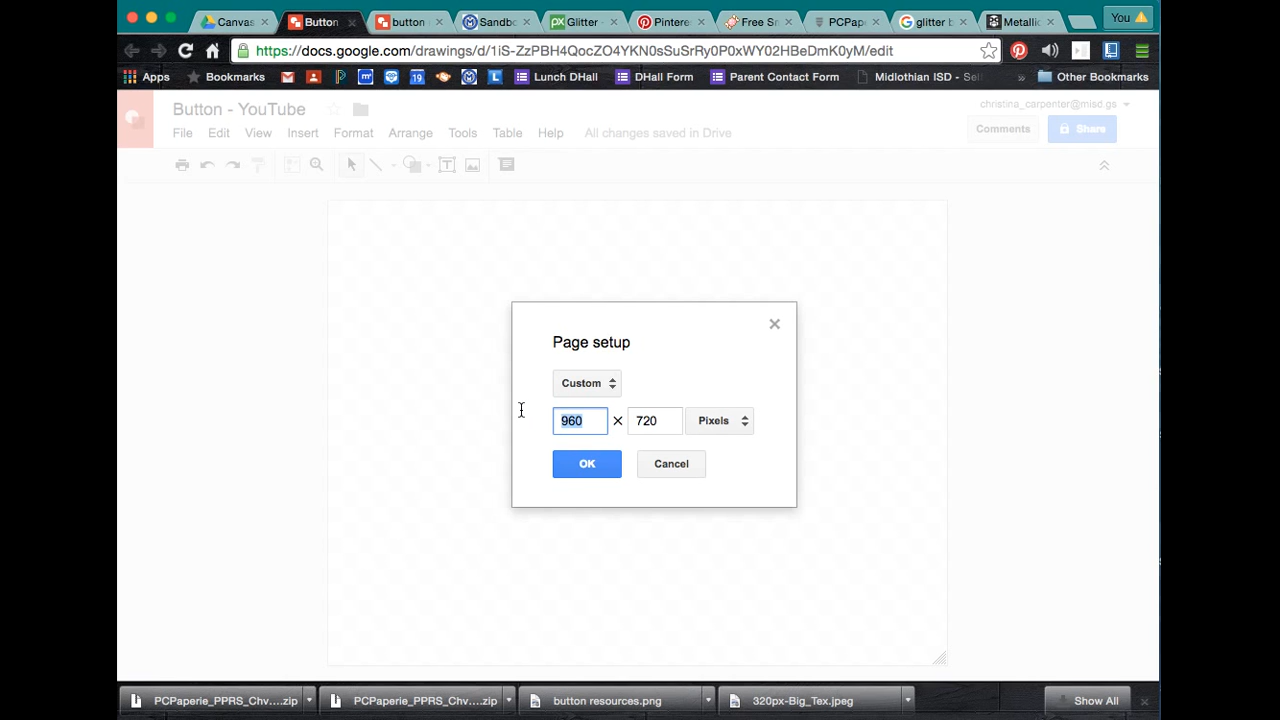 Canvas
Button
button
Sandb
Glitter
Pintere
Free Sr
PCPap
glitter b
Metallic
You
https://docs.google.com/drawings/d/1iS-ZzPBH4QocZO4YKN0sSuSrRy0P0xWY02HBeDmK0yM/edit
Apps
Bookmarks
19
Lunch DHall
DHall Form
Parent Contact Form
Midlothian ISD - Sel
»
Other Bookmarks
Button - YouTube
christina_carpenter@misd.gs
File Edit View Insert Format Arrange Tools Table Help All changes saved in Drive
Comments
Share
Page setup
Custom
960 × 720 Pixels
OK Cancel
PCPaperie_PPRS_Chv....zip
PCPaperie_PPRS_Chv....zip
button resources.png
320px-Big_Tex.jpeg
Show All